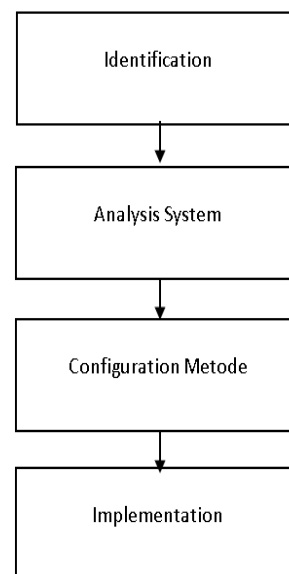 Identification
Analysis System
Configuration Metode
Implementation